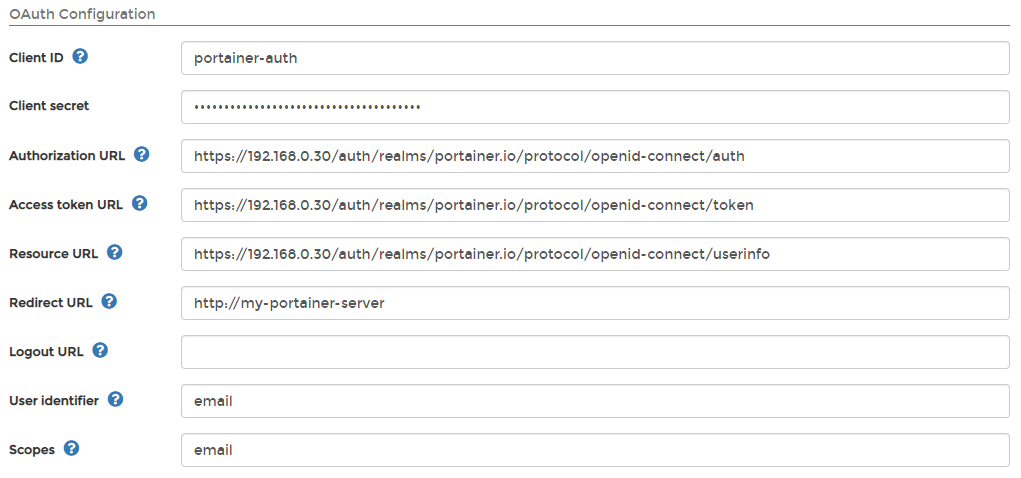 OAuth Configuration
Client ID ? portainer-auth
Client secret ••••••••••••••••••••••••••••••••••••••
Authorization URL ? https://192.168.0.30/auth/realms/portainer.io/protocol/openid-connect/auth
Access token URL ? https://192.168.0.30/auth/realms/portainer.io/protocol/openid-connect/token
Resource URL ? https://192.168.0.30/auth/realms/portainer.io/protocol/openid-connect/userinfo
Redirect URL ? http://my-portainer-server
Logout URL ?
User identifier ? email
Scopes ? email